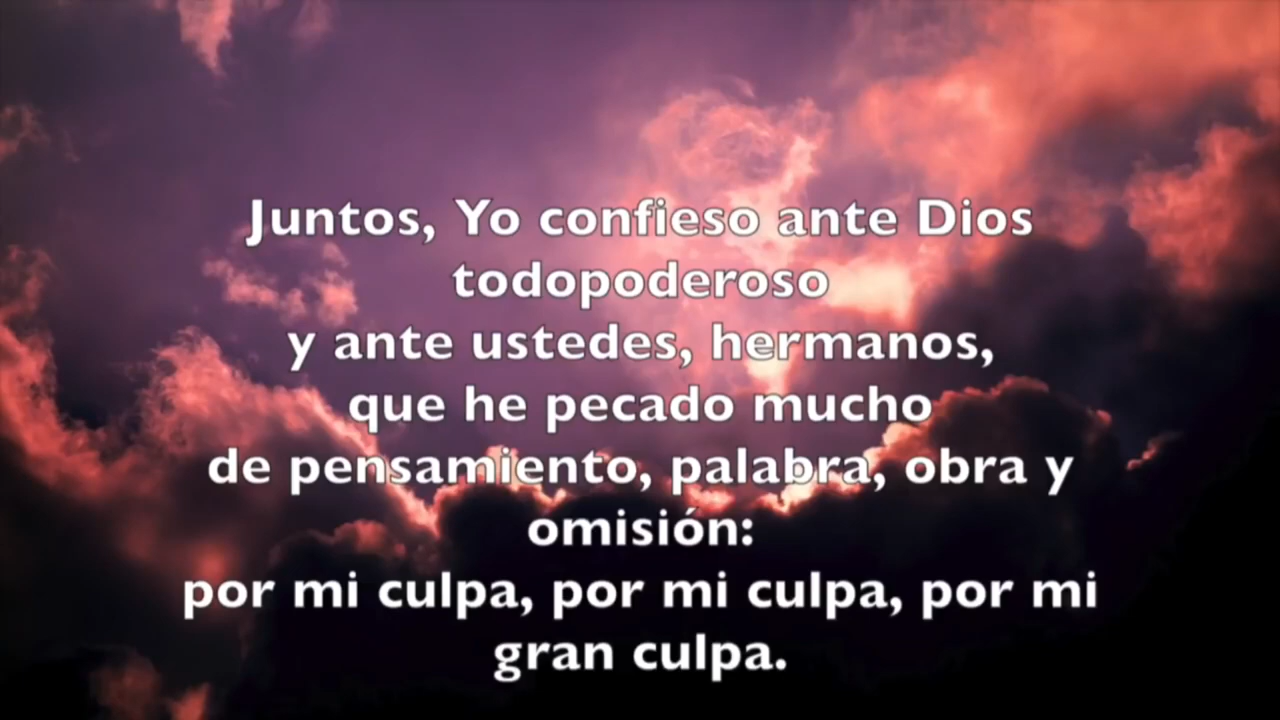 Juntos, Yo confieso ante Dios
todopoderoso
y ante ustedes, hermanos,
que he pecado mucho
de pensamiento, palabra, obra y
omisión:
por mi culpa, por mi culpa, por mi
gran culpa.